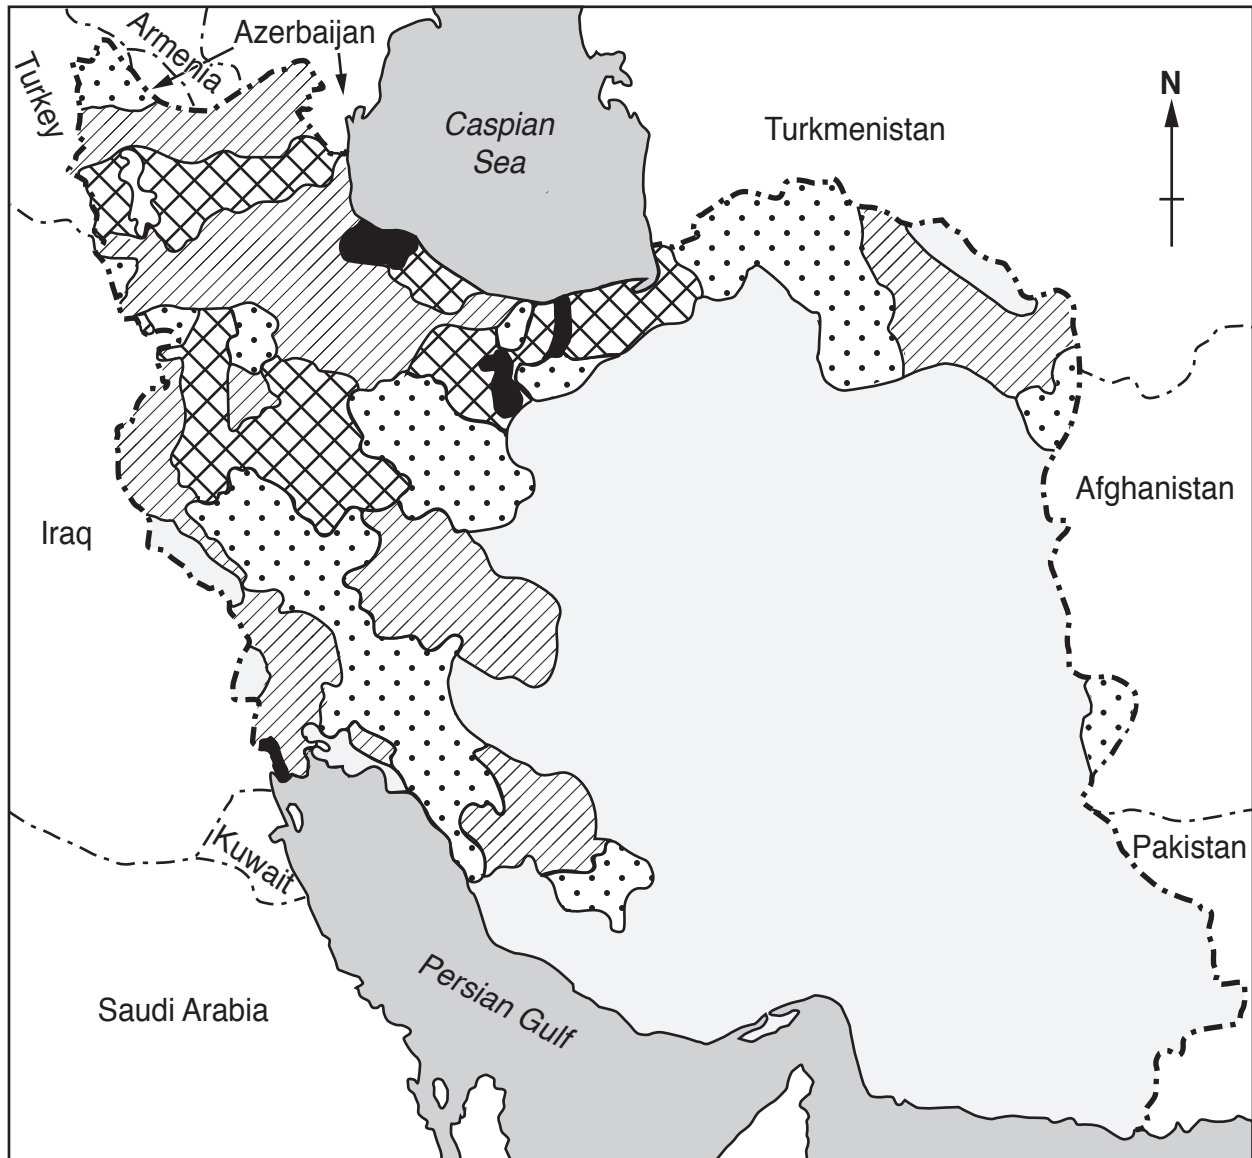 Armenia
Azerbaijan
Turkey
Caspian
Sea
Turkmenistan
N
Iraq
Afghanistan
Kuwait
Pakistan
Saudi Arabia
Persian Gulf